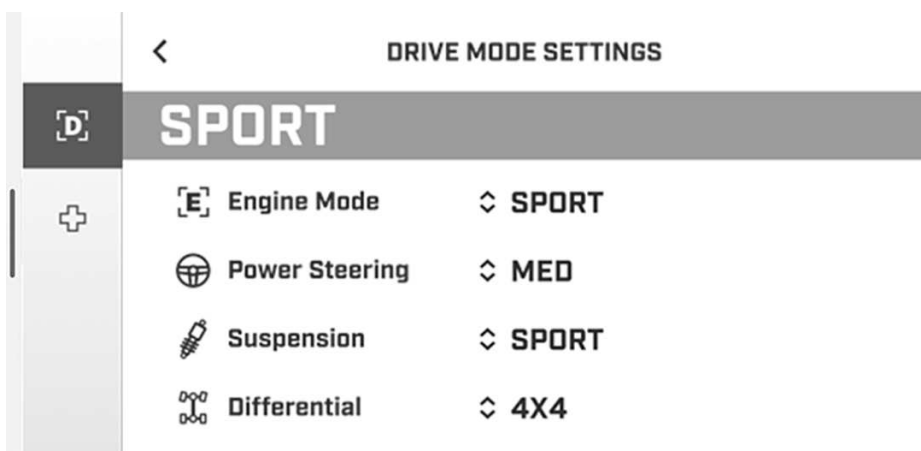 DRIVE MODE SETTINGS
[D] SPORT
[E] Engine Mode SPORT
Power Steering MED
Suspension SPORT
Differential 4X4